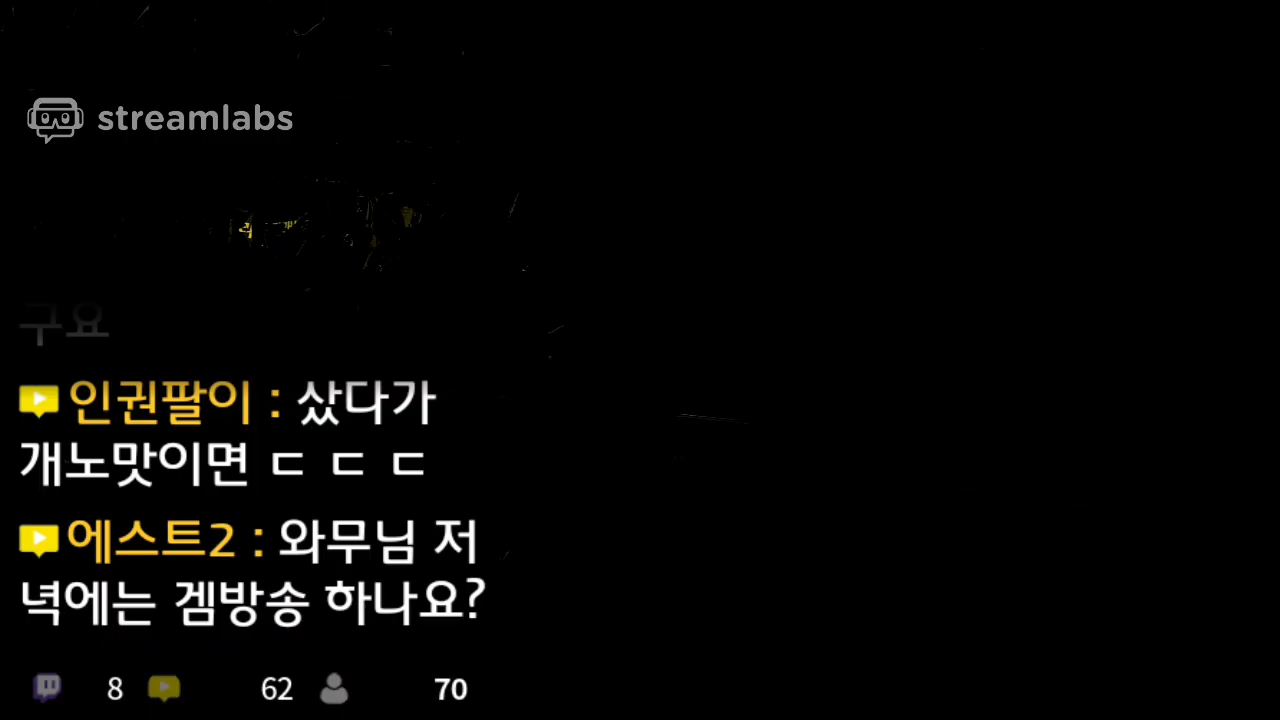 streamlabs
구요
인권팔이 : 샀다가
개노맛이면 ㄷ ㄷ ㄷ
에스트2 : 와무님 저
녁에는 겜방송 하나요?
8 62 70